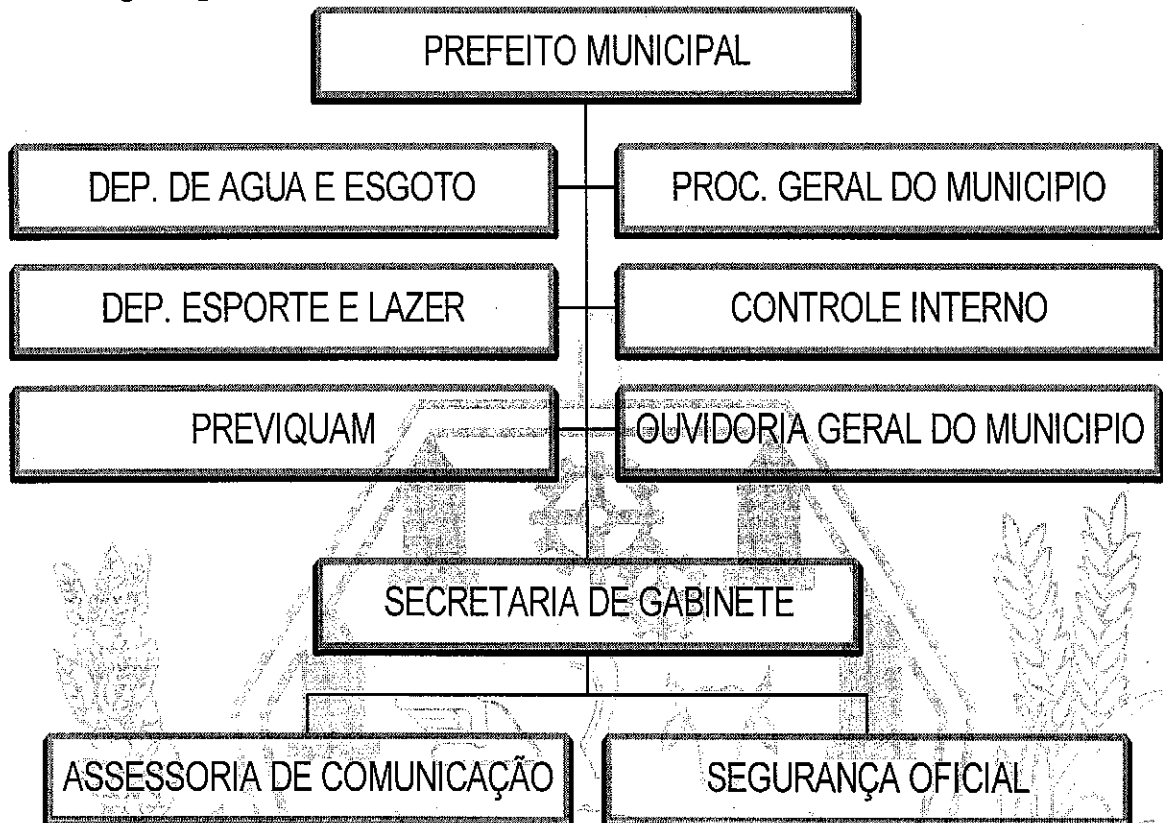 PREFEITO MUNICIPAL
DEP. DE AGUA E ESGOTO
PROC. GERAL DO MUNICIPIO
DEP. ESPORTE E LAZER
CONTROLE INTERNO
PREVIQUAM
OUVIDORIA GERAL DO MUNICIPIO
SECRETARIA DE GABINETE
ASSESSORIA DE COMUNICAÇÃO
SEGURANÇA OFICIAL